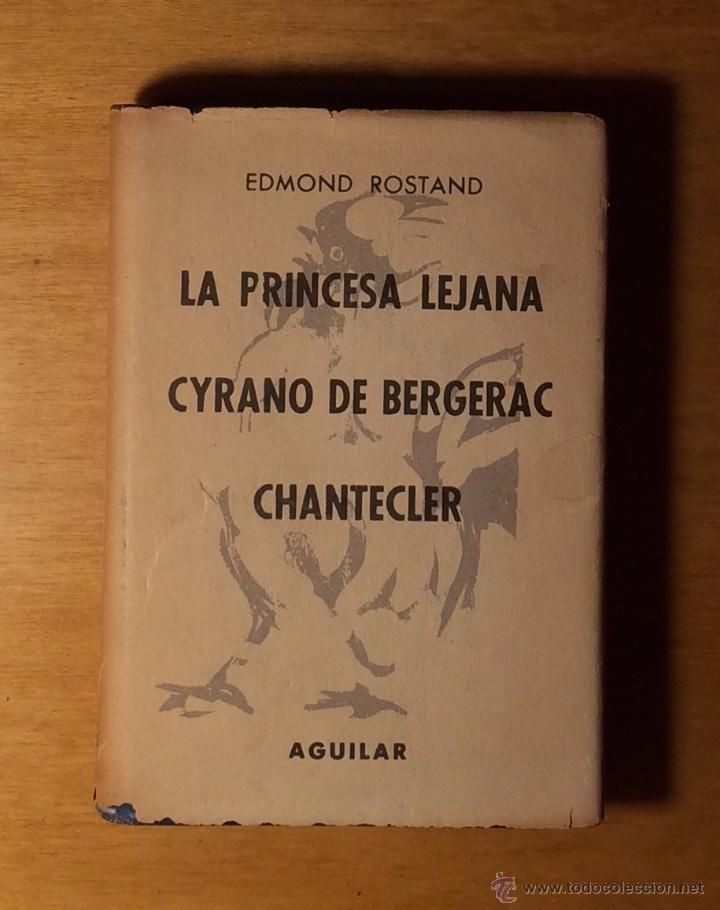 EDMOND ROSTAND
LA PRINCESA LEJANA
CYRANO DE BERGERAC
CHANTECLER
AGUILAR
© www.todocoleccion.net